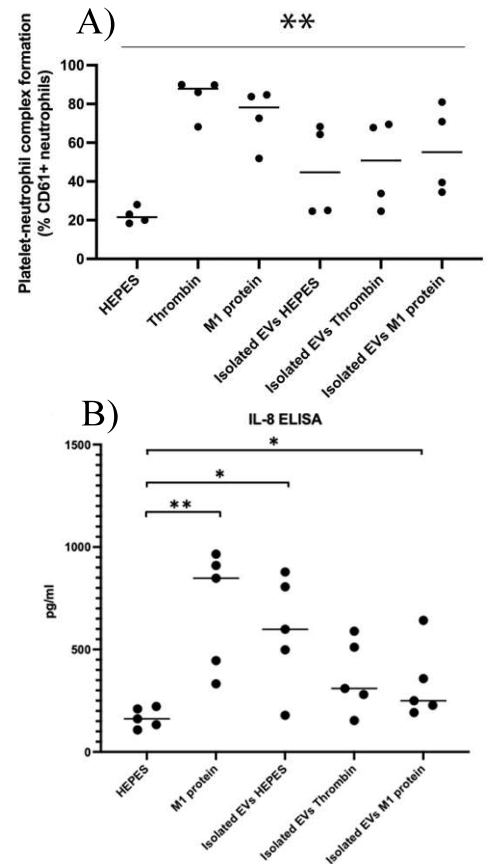 A)
**
Platelet-neutrophil complex formation
(% CD61+ neutrophils)
100
80
60
40
20
0
HEPES
Thrombin
M1 protein
Isolated EVs HEPES
Isolated EVs Thrombin
Isolated EVs M1 protein
B)
IL-8 ELISA
*
*
**
pg/ml
1500
1000
500
0
HEPES
M1 protein
Isolated EVs HEPES
Isolated EVs Thrombin
Isolated EVs M1 protein